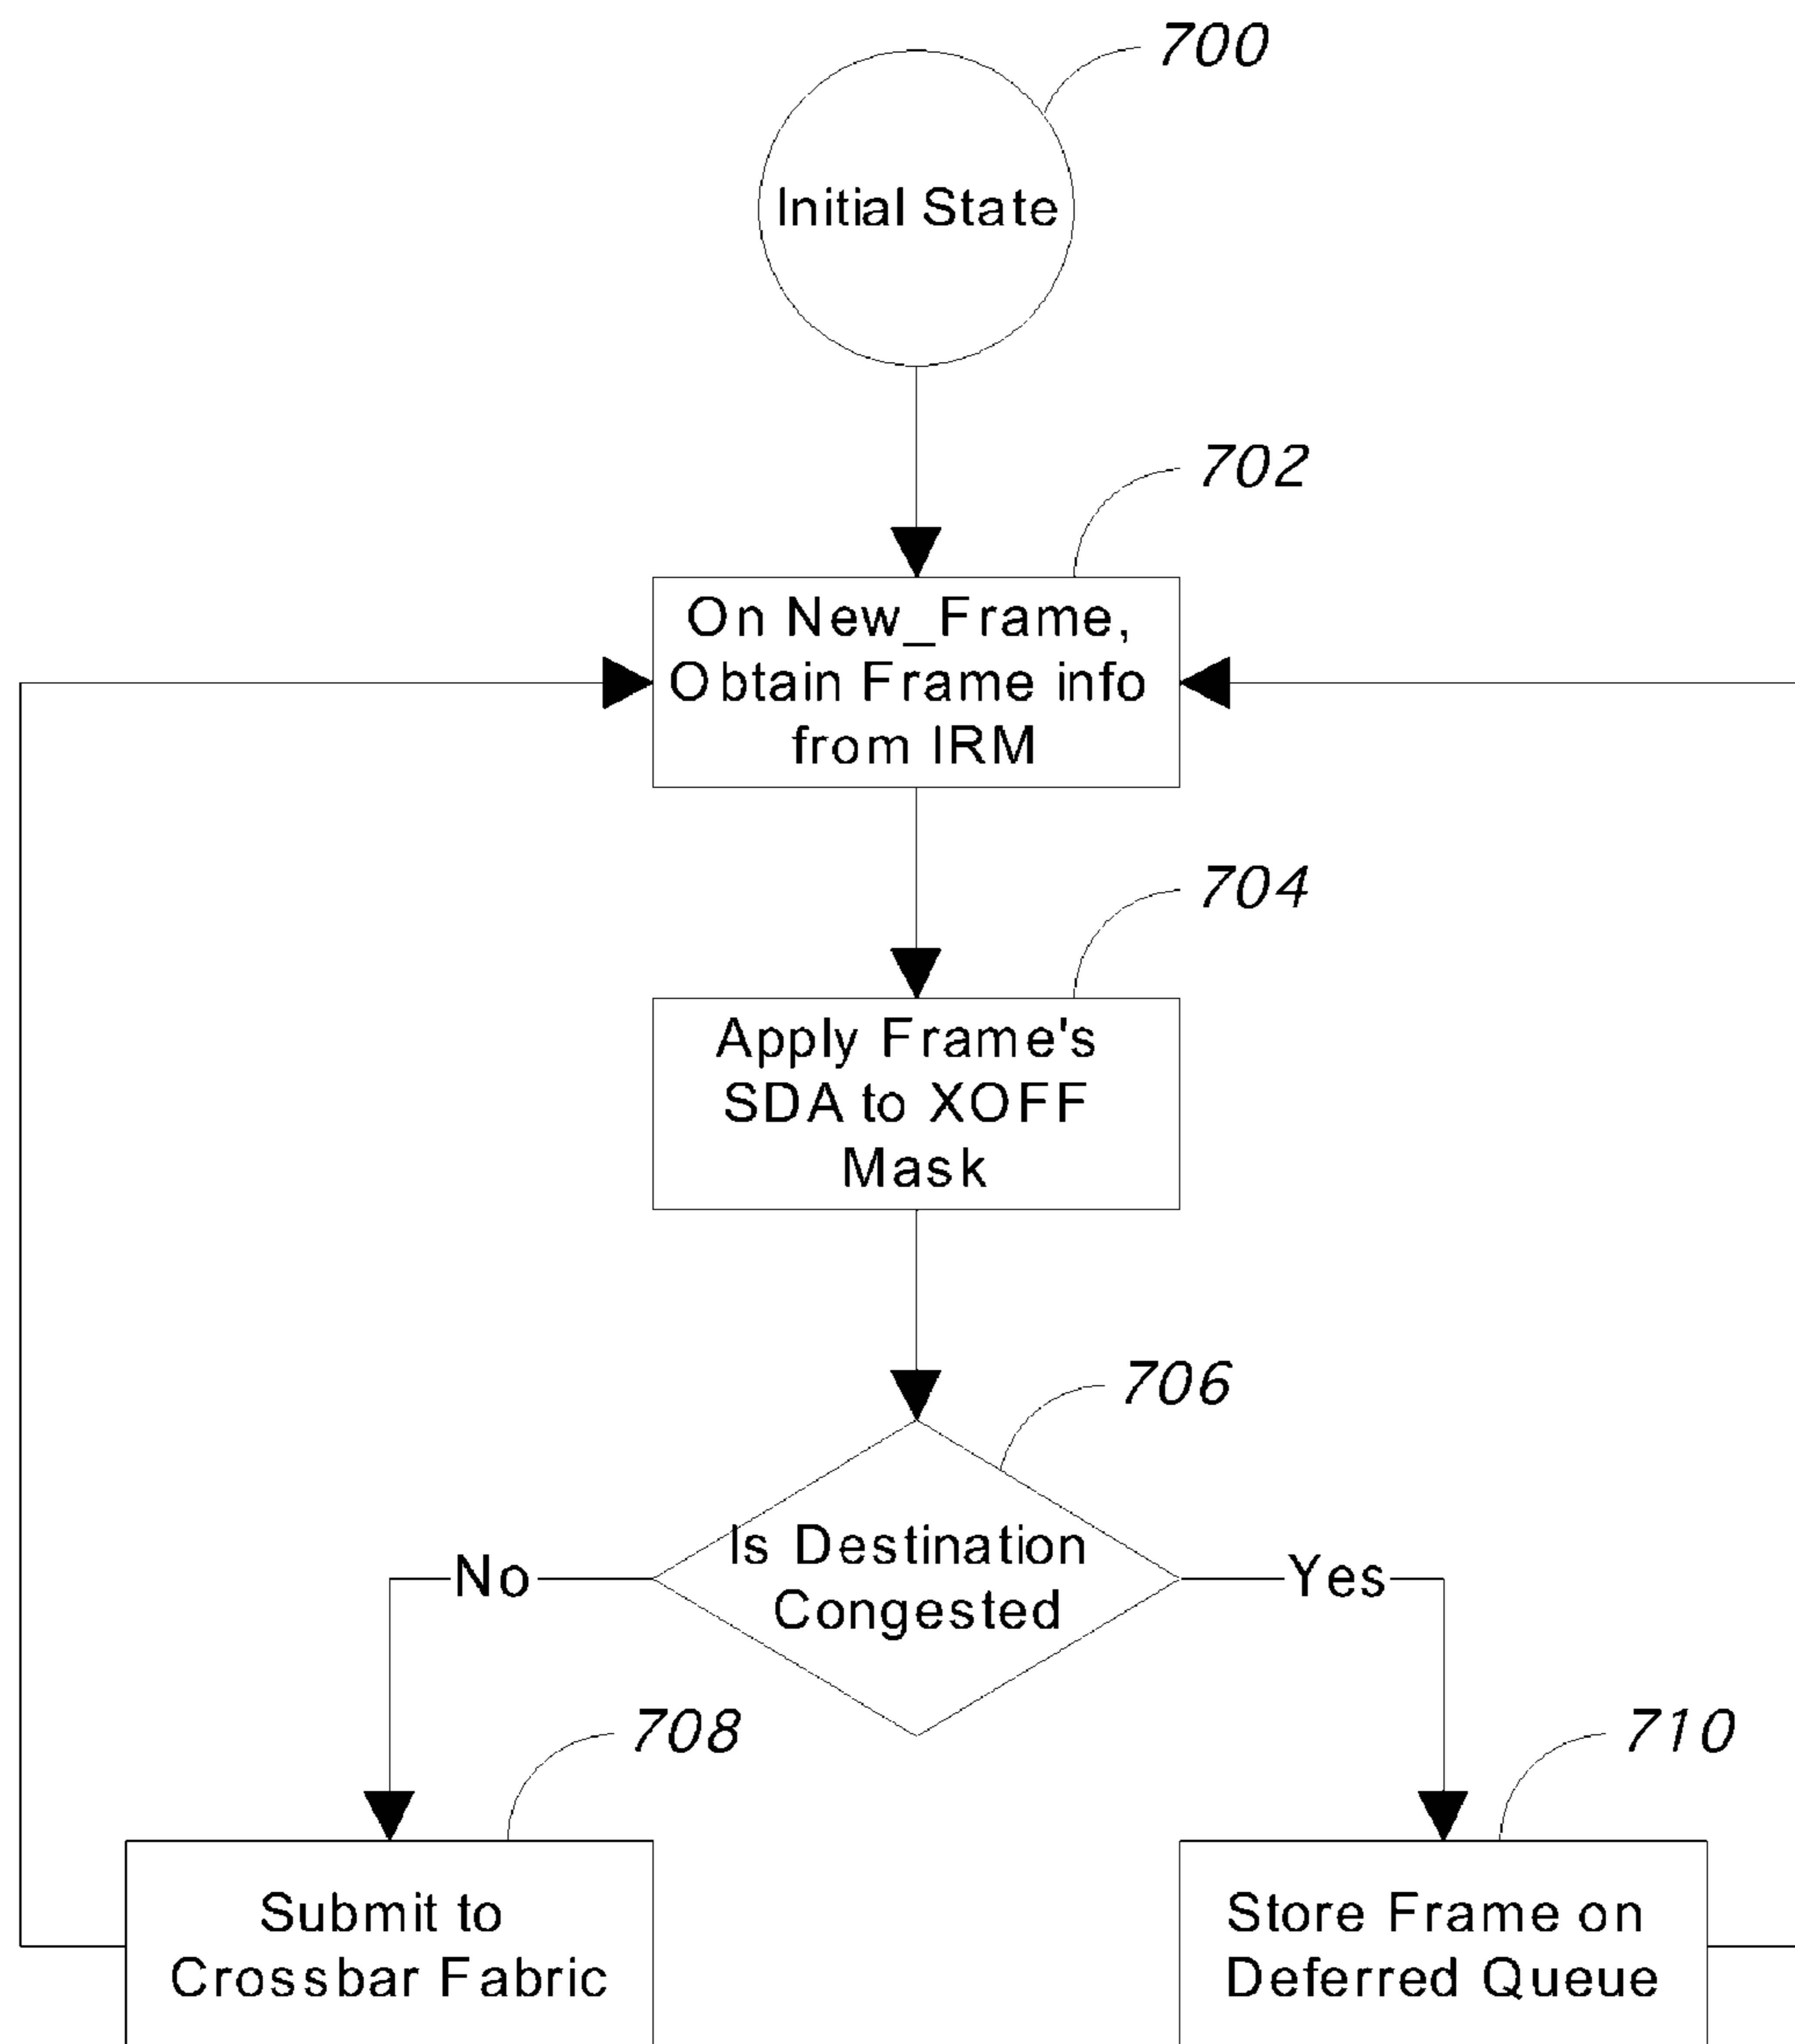 700
Initial State
702
On New_Frame,
Obtain Frame info
from IRM
704
Apply Frame's
SDA to XOFF
Mask
706
Is Destination
Congested
No
Yes
708
Submit to
Crossbar Fabric
710
Store Frame on
Deferred Queue